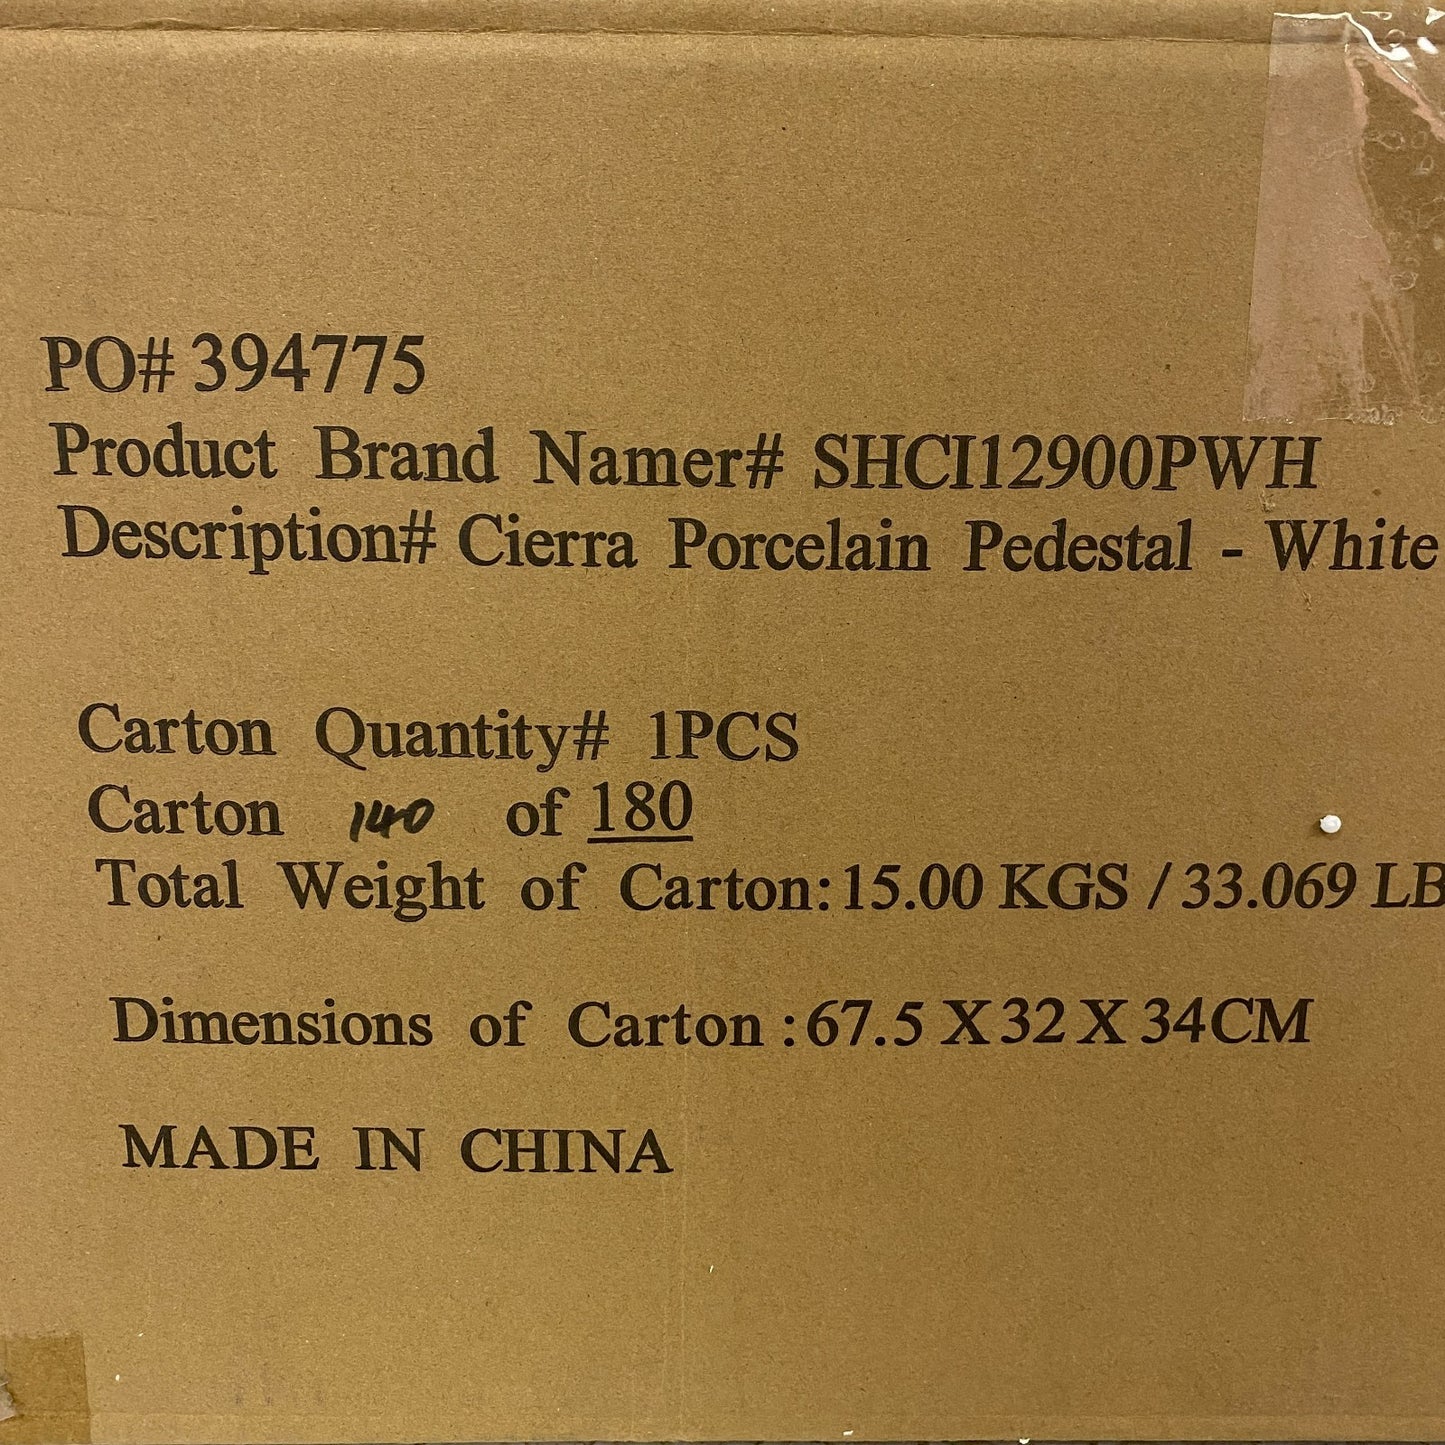 PO# 394775
Product Brand Namer# SHCI12900PWH
Description# Cierra Porcelain Pedestal - White
Carton Quantity# 1PCS
Carton 140 of 180
Total Weight of Carton: 15.00 KGS / 33.069 LB
Dimensions of Carton : 67.5 X 32 X 34CM
MADE IN CHINA